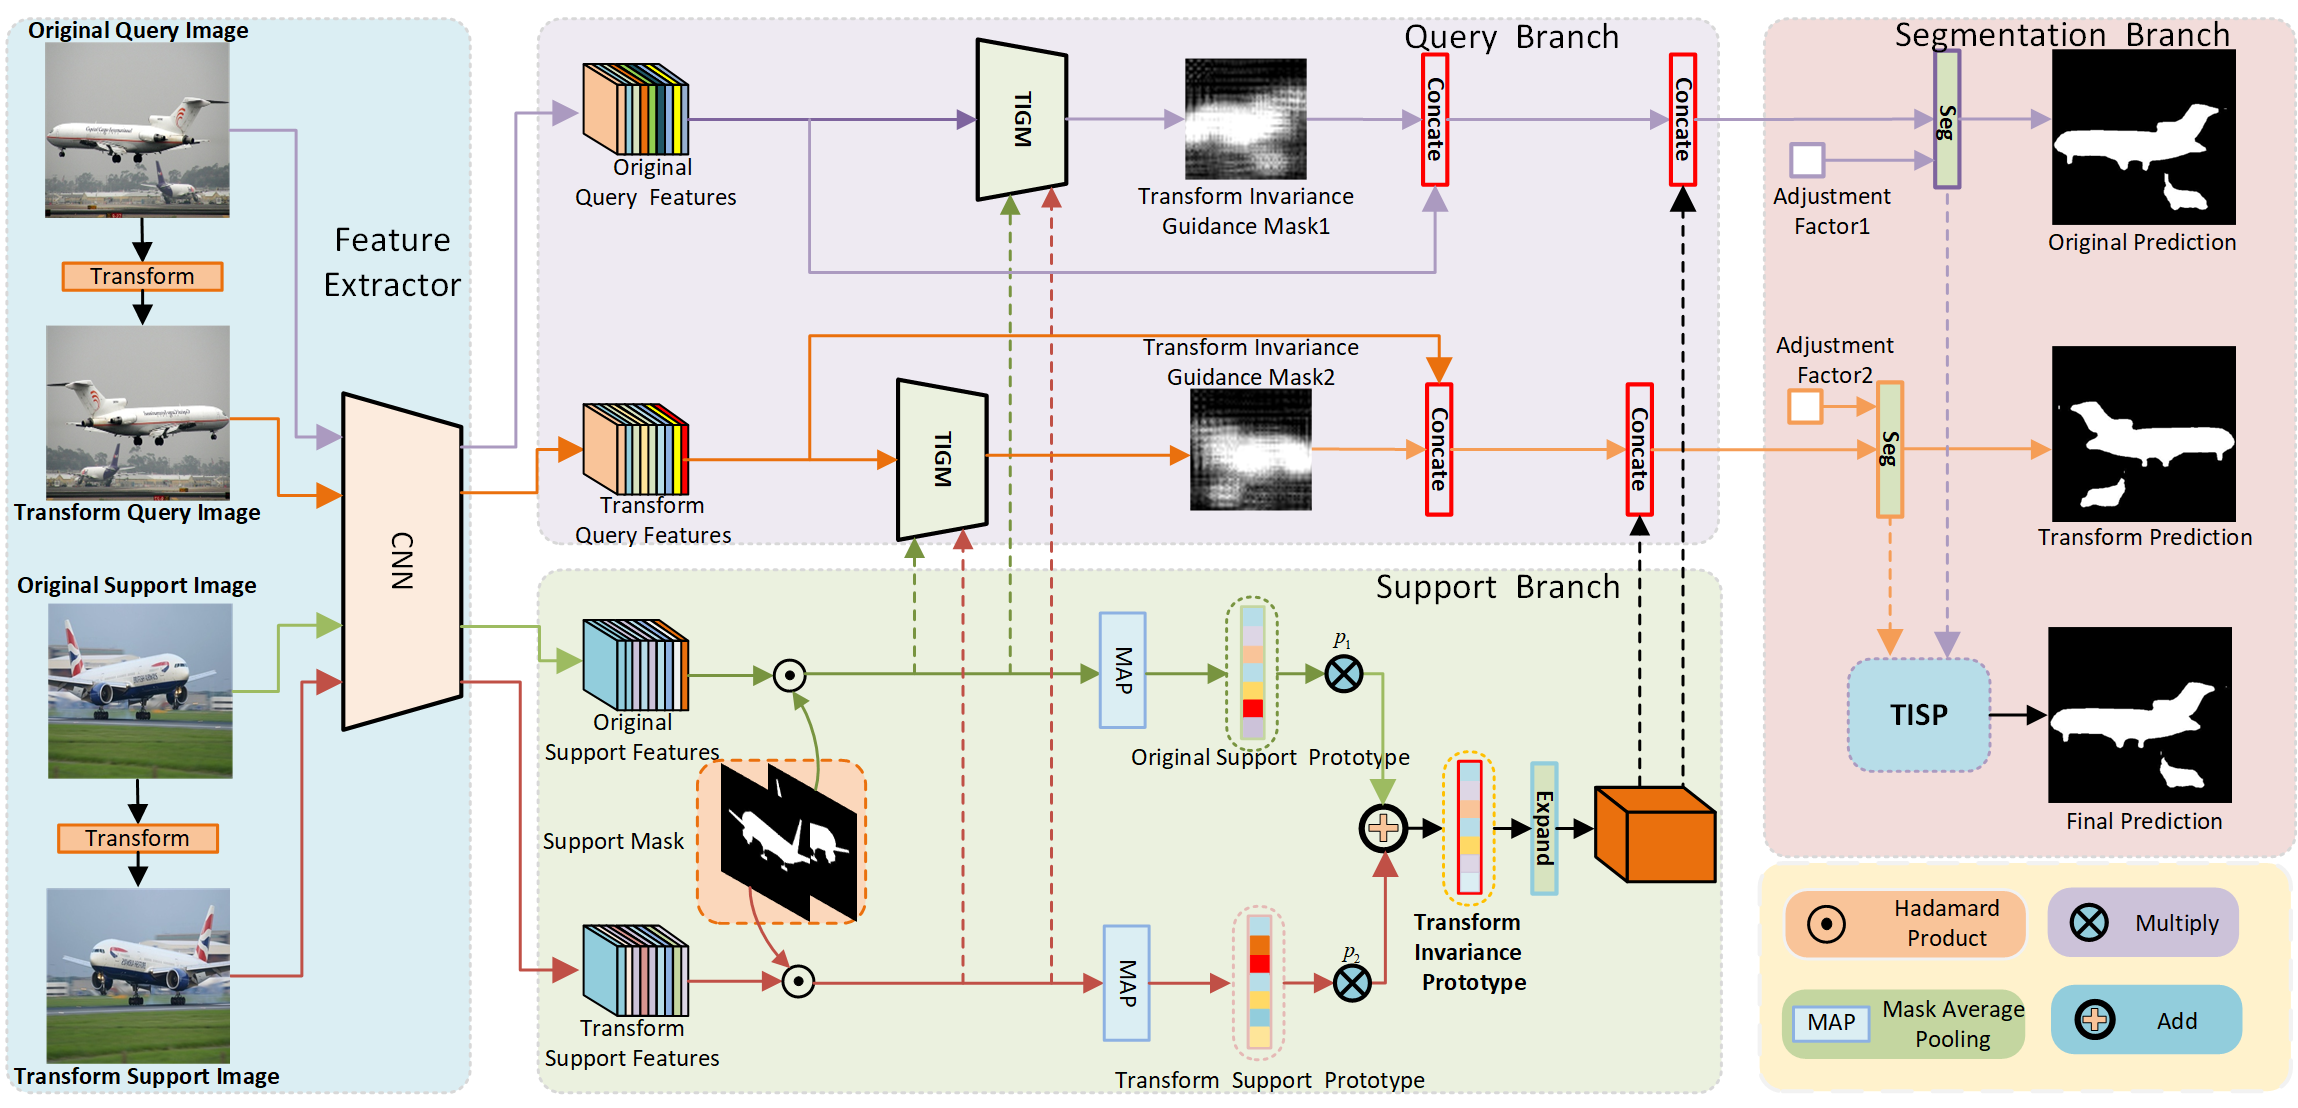 Original Query Image
Transform
Transform Query Image
Original Support Image
Transform
Transform Support Image
Feature
Extractor
CNN
Query Branch
Original
Query Features
TIGM
Transform Invariance
Guidance Mask1
Concate
Concate
Transform
Query Features
TIGM
Transform Invariance
Guidance Mask2
Concate
Concate
Support Branch
Original
Support Features
MAP
Original Support Prototype
p1
Support Mask
Transform
Support Features
MAP
Transform Support Prototype
p2
Transform
Invariance
Prototype
Expand
Segmentation Branch
Seg
Adjustment
Factor1
Original Prediction
Adjustment
Factor2
Seg
Transform Prediction
TISP
Final Prediction
Hadamard
Product
Multiply
MAP
Mask Average
Pooling
Add